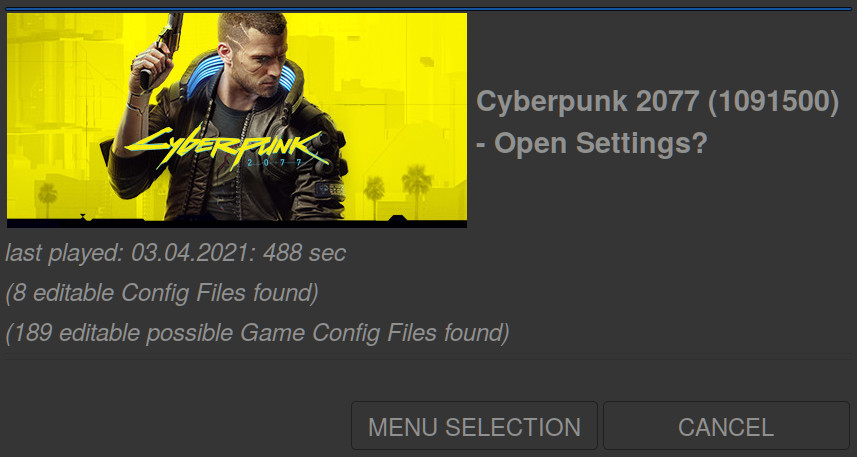 Cyberpunk
2077
Cyberpunk 2077 (1091500)
- Open Settings?
last played: 03.04.2021: 488 sec
(8 editable Config Files found)
(189 editable possible Game Config Files found)
MENU SELECTION
CANCEL